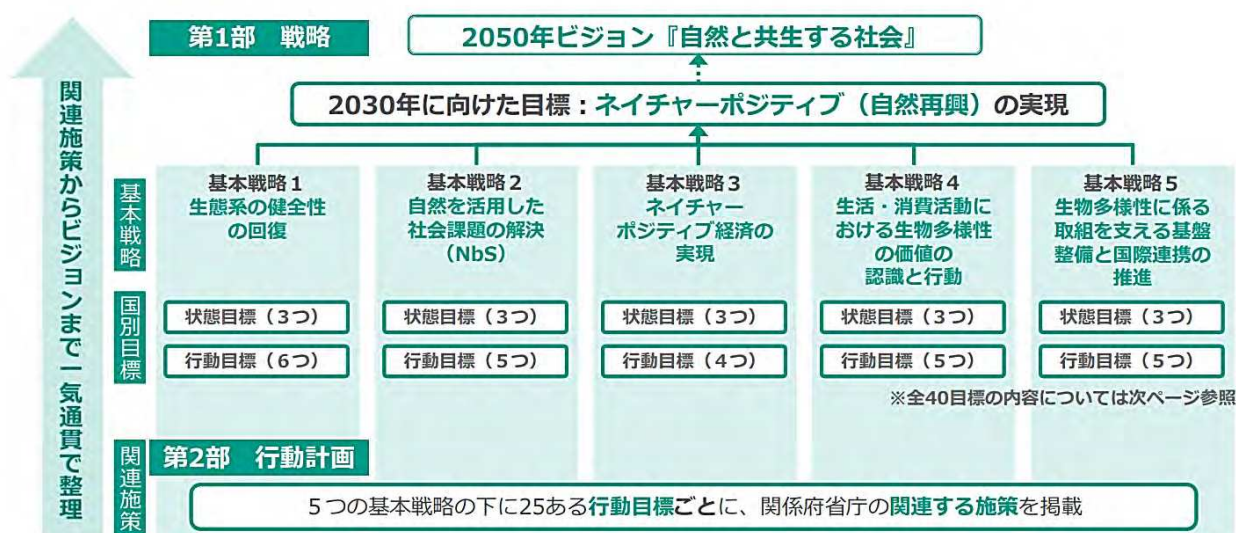 第1部 戦略
2050年ビジョン『自然と共生する社会』
2030年に向けた目標：ネイチャーポジティブ（自然再興）の実現
関連施策からビジョンまで一気通貫で整理
基本戦略
基本戦略1
生態系の健全性
の回復
基本戦略2
自然を活用した
社会課題の解決
（NbS）
基本戦略3
ネイチャー
ポジティブ経済の
実現
基本戦略4
生活・消費活動に
おける生物多様性
の価値の
認識と行動
基本戦略5
生物多様性に係る
取組を支える基盤
整備と国際連携の
推進
国別目標
状態目標（3つ）
状態目標（3つ）
状態目標（3つ）
状態目標（3つ）
状態目標（3つ）
行動目標（6つ）
行動目標（5つ）
行動目標（4つ）
行動目標（5つ）
行動目標（5つ）
※全40目標の内容については次ページ参照
関連施策
第2部 行動計画
５つの基本戦略の下に25ある行動目標ごとに、関係府省庁の関連する施策を掲載